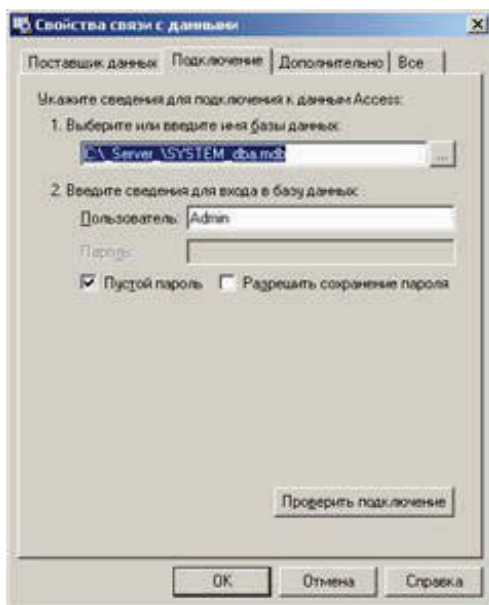 Свойства связи с данными
Поставщик данных Подключение Дополнительно Все
Укажите сведения для подключения к данным Access:
1. Выберите или введите имя базы данных:
C:\_Server_\SYSTEM_dba.mdb ...
2. Введите сведения для входа в базу данных:
Пользователь: Admin
Пароль:
Пустой пароль Разрешить сохранение пароля
Проверить подключение
OK Отмена Справка